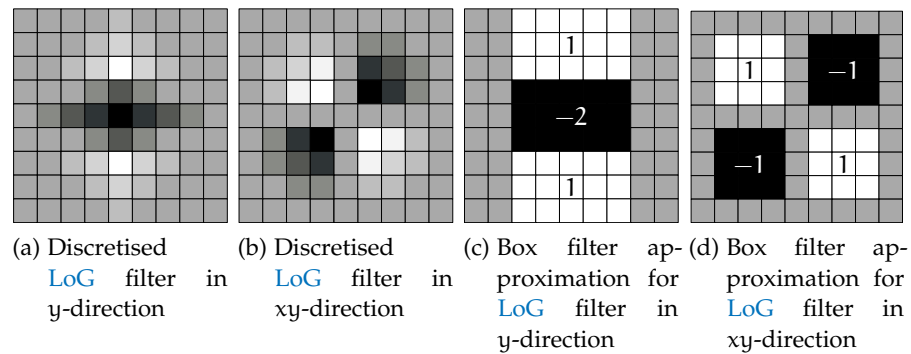 1
−2
1
1
−1
−1
1
(a) Discretised
LoG filter in
y-direction
(b) Discretised
LoG filter in
xy-direction
(c) Box filter ap-
proximation for
LoG filter in
y-direction
(d) Box filter ap-
proximation for
LoG filter in
xy-direction